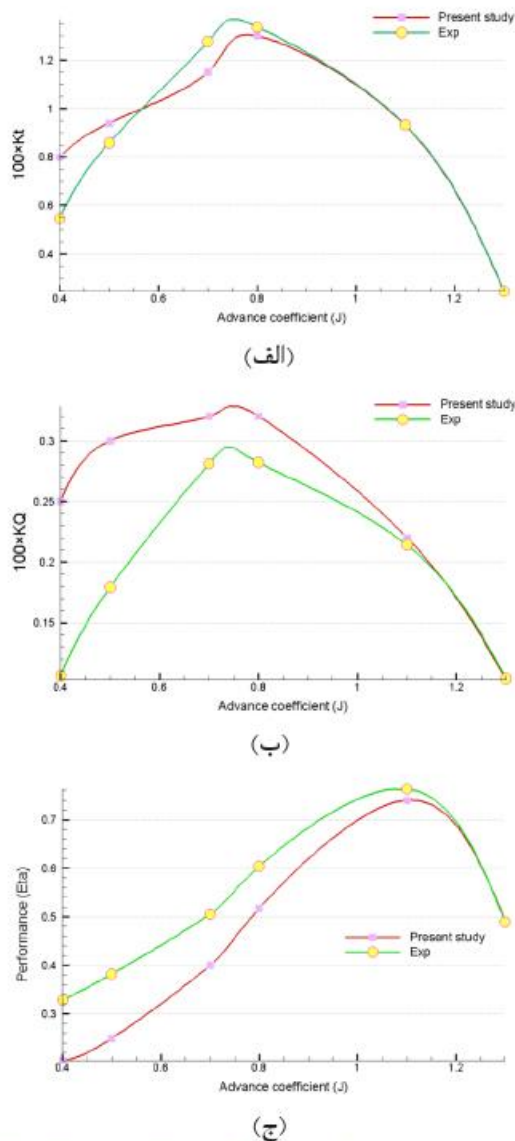 Present study
Exp
1.2
1
0.8
0.6
0.4
100×Kt
0.4 0.6 0.8 1 1.2
Advance coefficient (J)
(الف)
Present study
Exp
0.3
0.25
0.2
0.15
100×KQ
0.4 0.6 0.8 1 1.2
Advance coefficient (J)
(ب)
0.7
0.6
0.5
0.4
0.3
Performance (Eta)
Present study
Exp
0.4 0.6 0.8 1 1.2
Advance coefficient (J)
(ج)